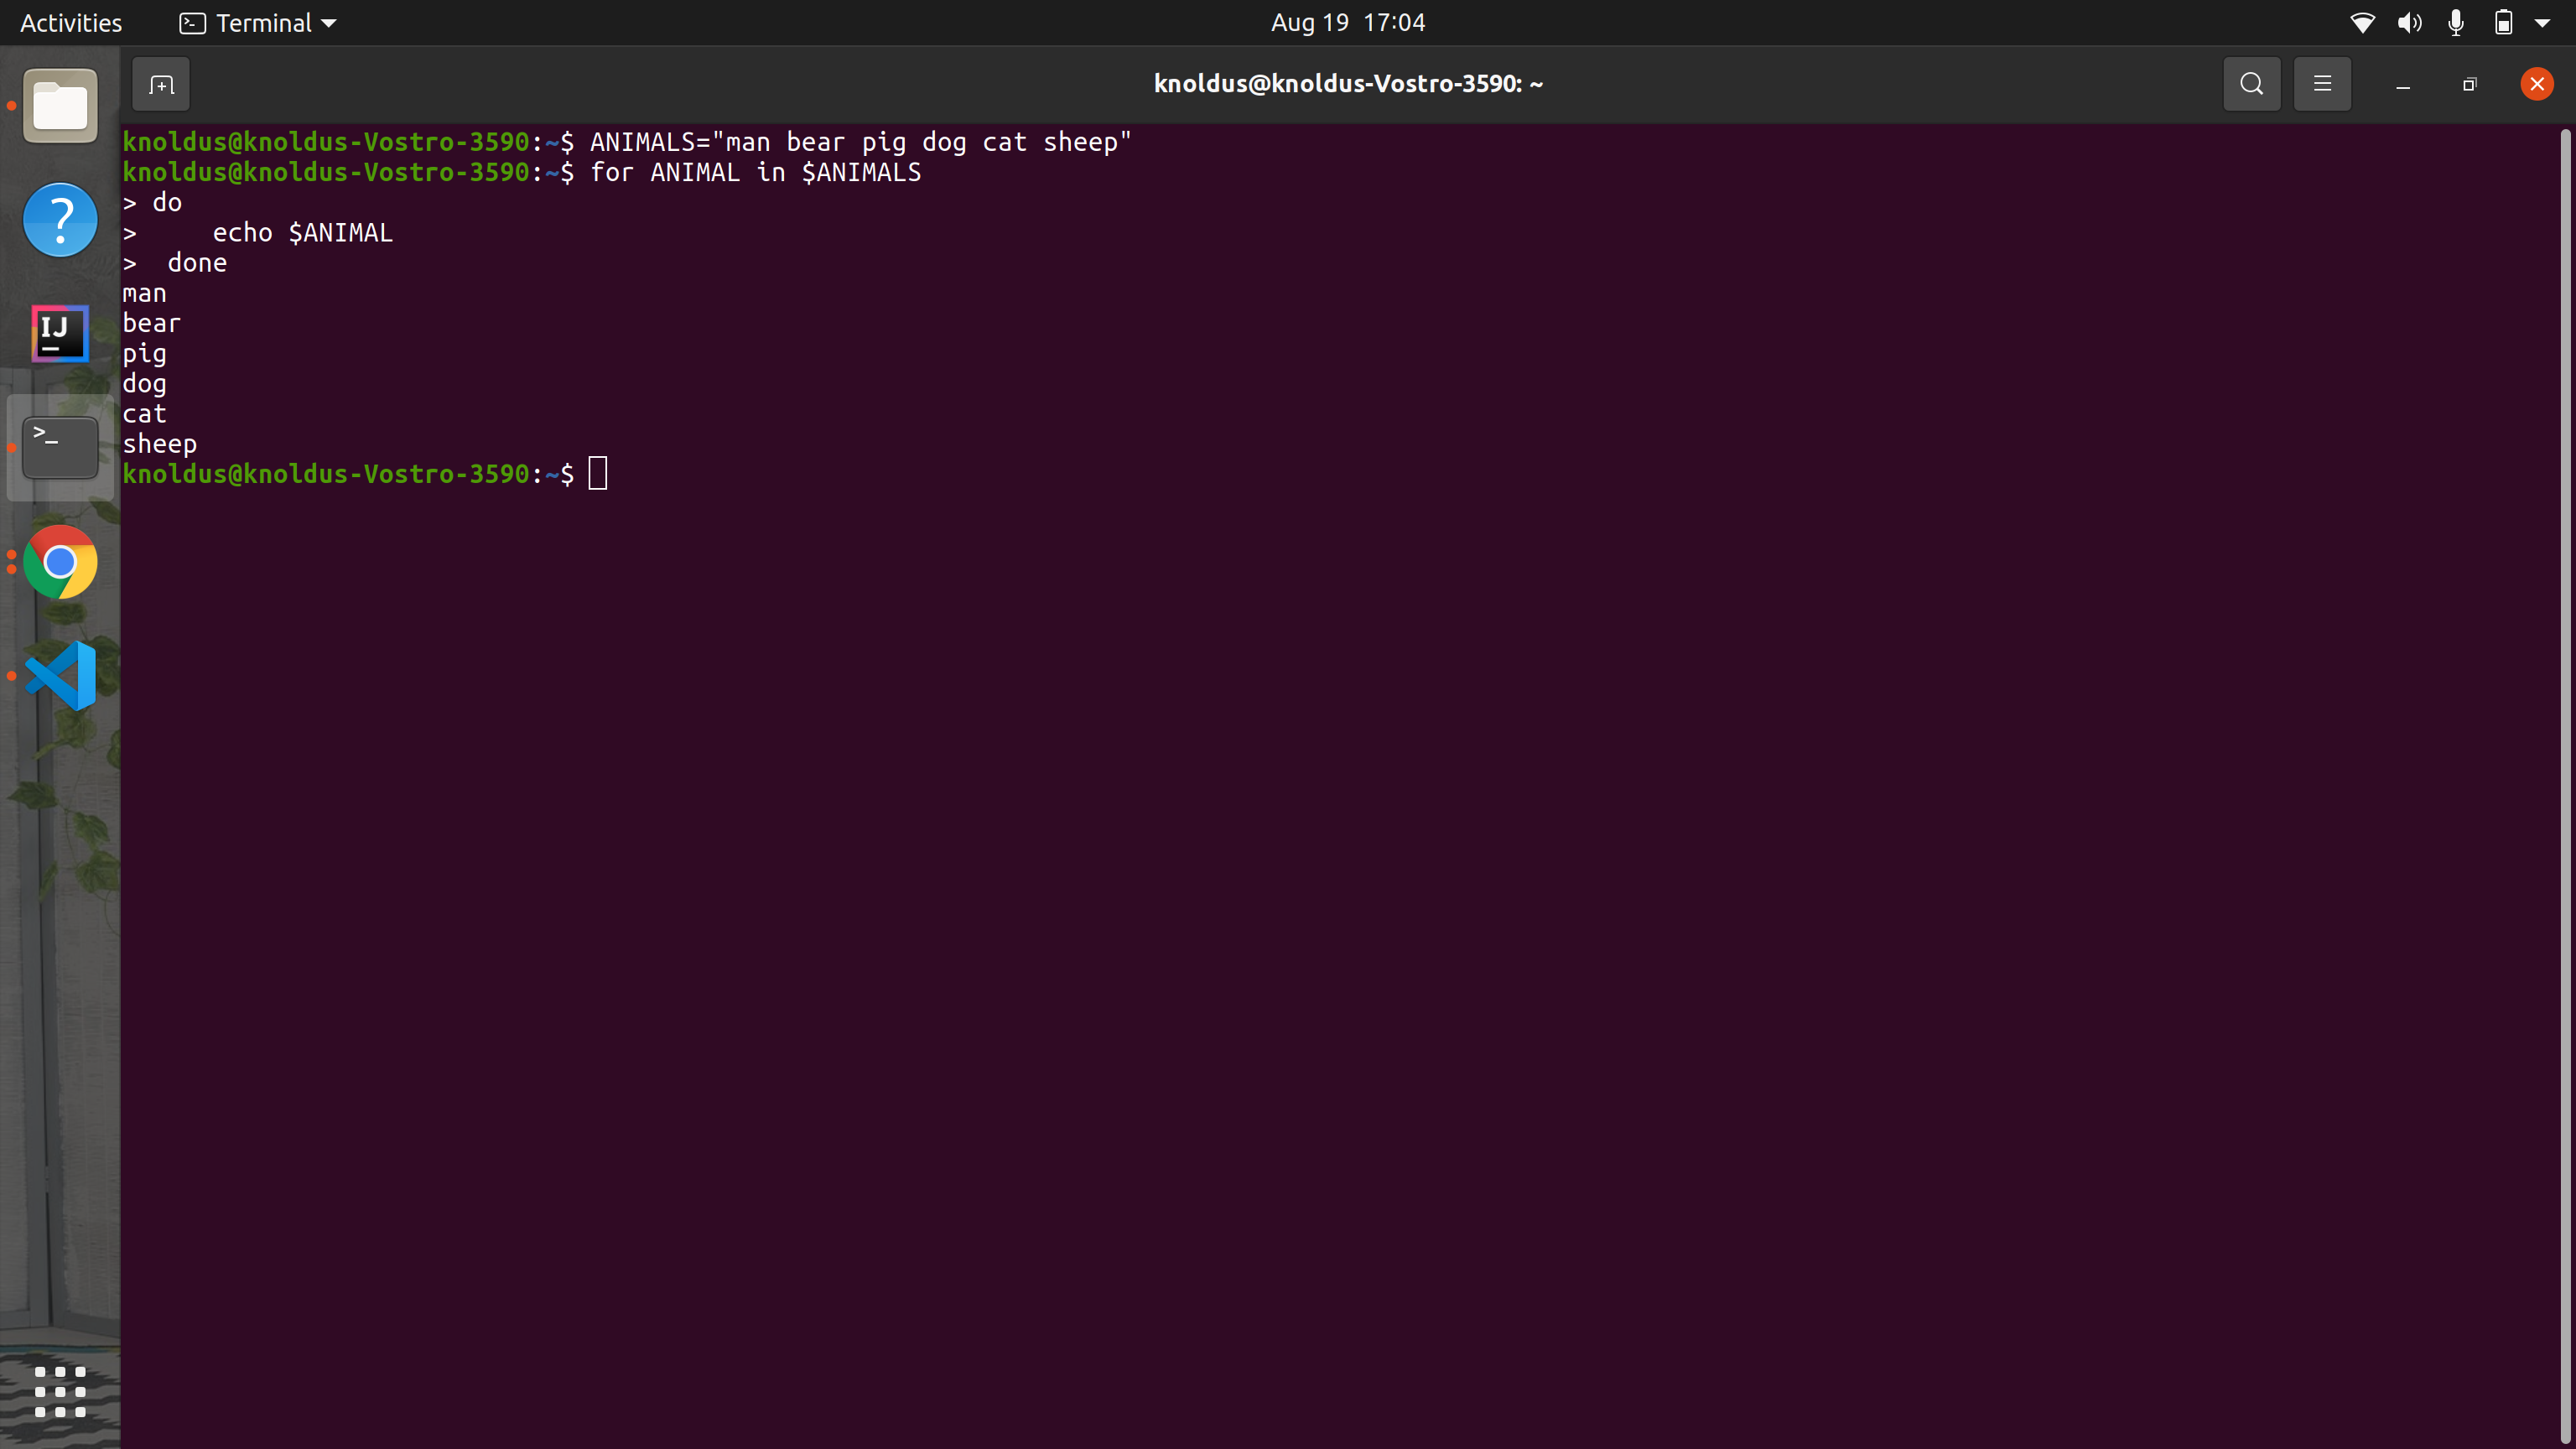 Activities Terminal Aug 19 17:04
knoldus@knoldus-Vostro-3590: ~
knoldus@knoldus-Vostro-3590:~$ ANIMALS="man bear pig dog cat sheep"
knoldus@knoldus-Vostro-3590:~$ for ANIMAL in $ANIMALS
> do
>     echo $ANIMAL
>  done
man
bear
pig
dog
cat
sheep
knoldus@knoldus-Vostro-3590:~$
IJ